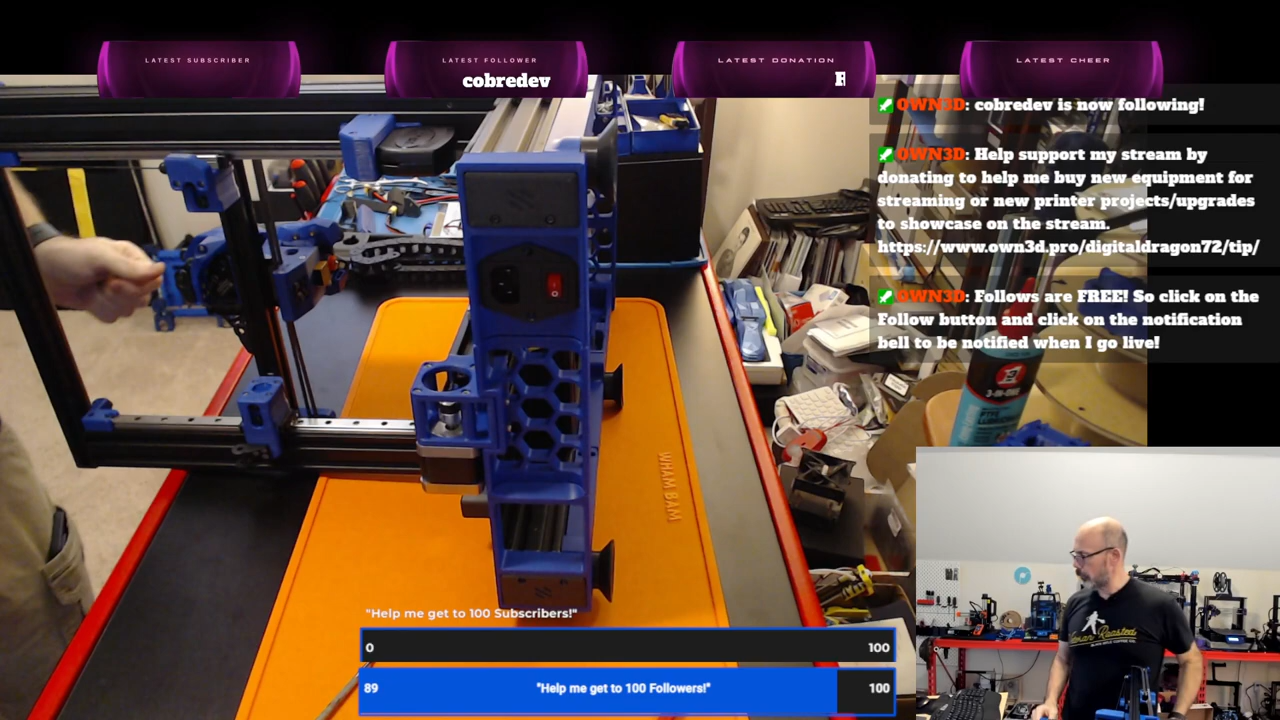 LATEST SUBSCRIBER
LATEST FOLLOWER
cobredev
LATEST DONATION
LATEST CHEER
OWN3D: cobredev is now following!
OWN3D: Help support my stream by
donating to help me buy new equipment for
streaming or new printer projects/upgrades
to showcase on the stream.
https://www.own3d.pro/digitaldragon72/tip/
OWN3D: Follows are FREE! So click on the
Follow button and click on the notification
bell to be notified when I go live!
3-IN-ONE
WHAM BAM
"Help me get to 100 Subscribers!"
0 100
89 "Help me get to 100 Followers!" 100
Roasted